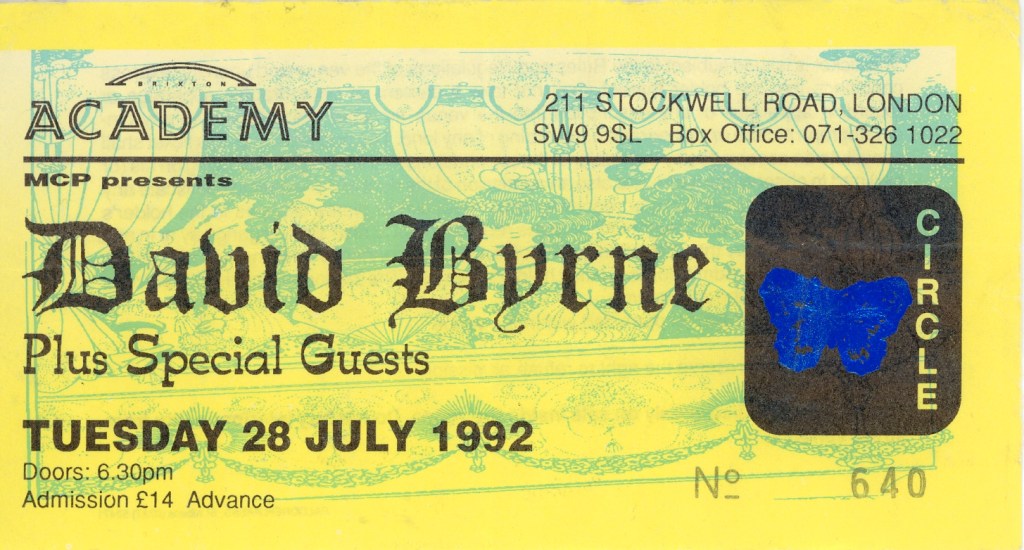 BRIXTON
ACADEMY
211 STOCKWELL ROAD, LONDON
SW9 9SL Box Office: 071-326 1022
MCP presents
David Byrne
Plus Special Guests
CIRCLE
TUESDAY 28 JULY 1992
Doors: 6.30pm
Admission £14 Advance
Nº 640